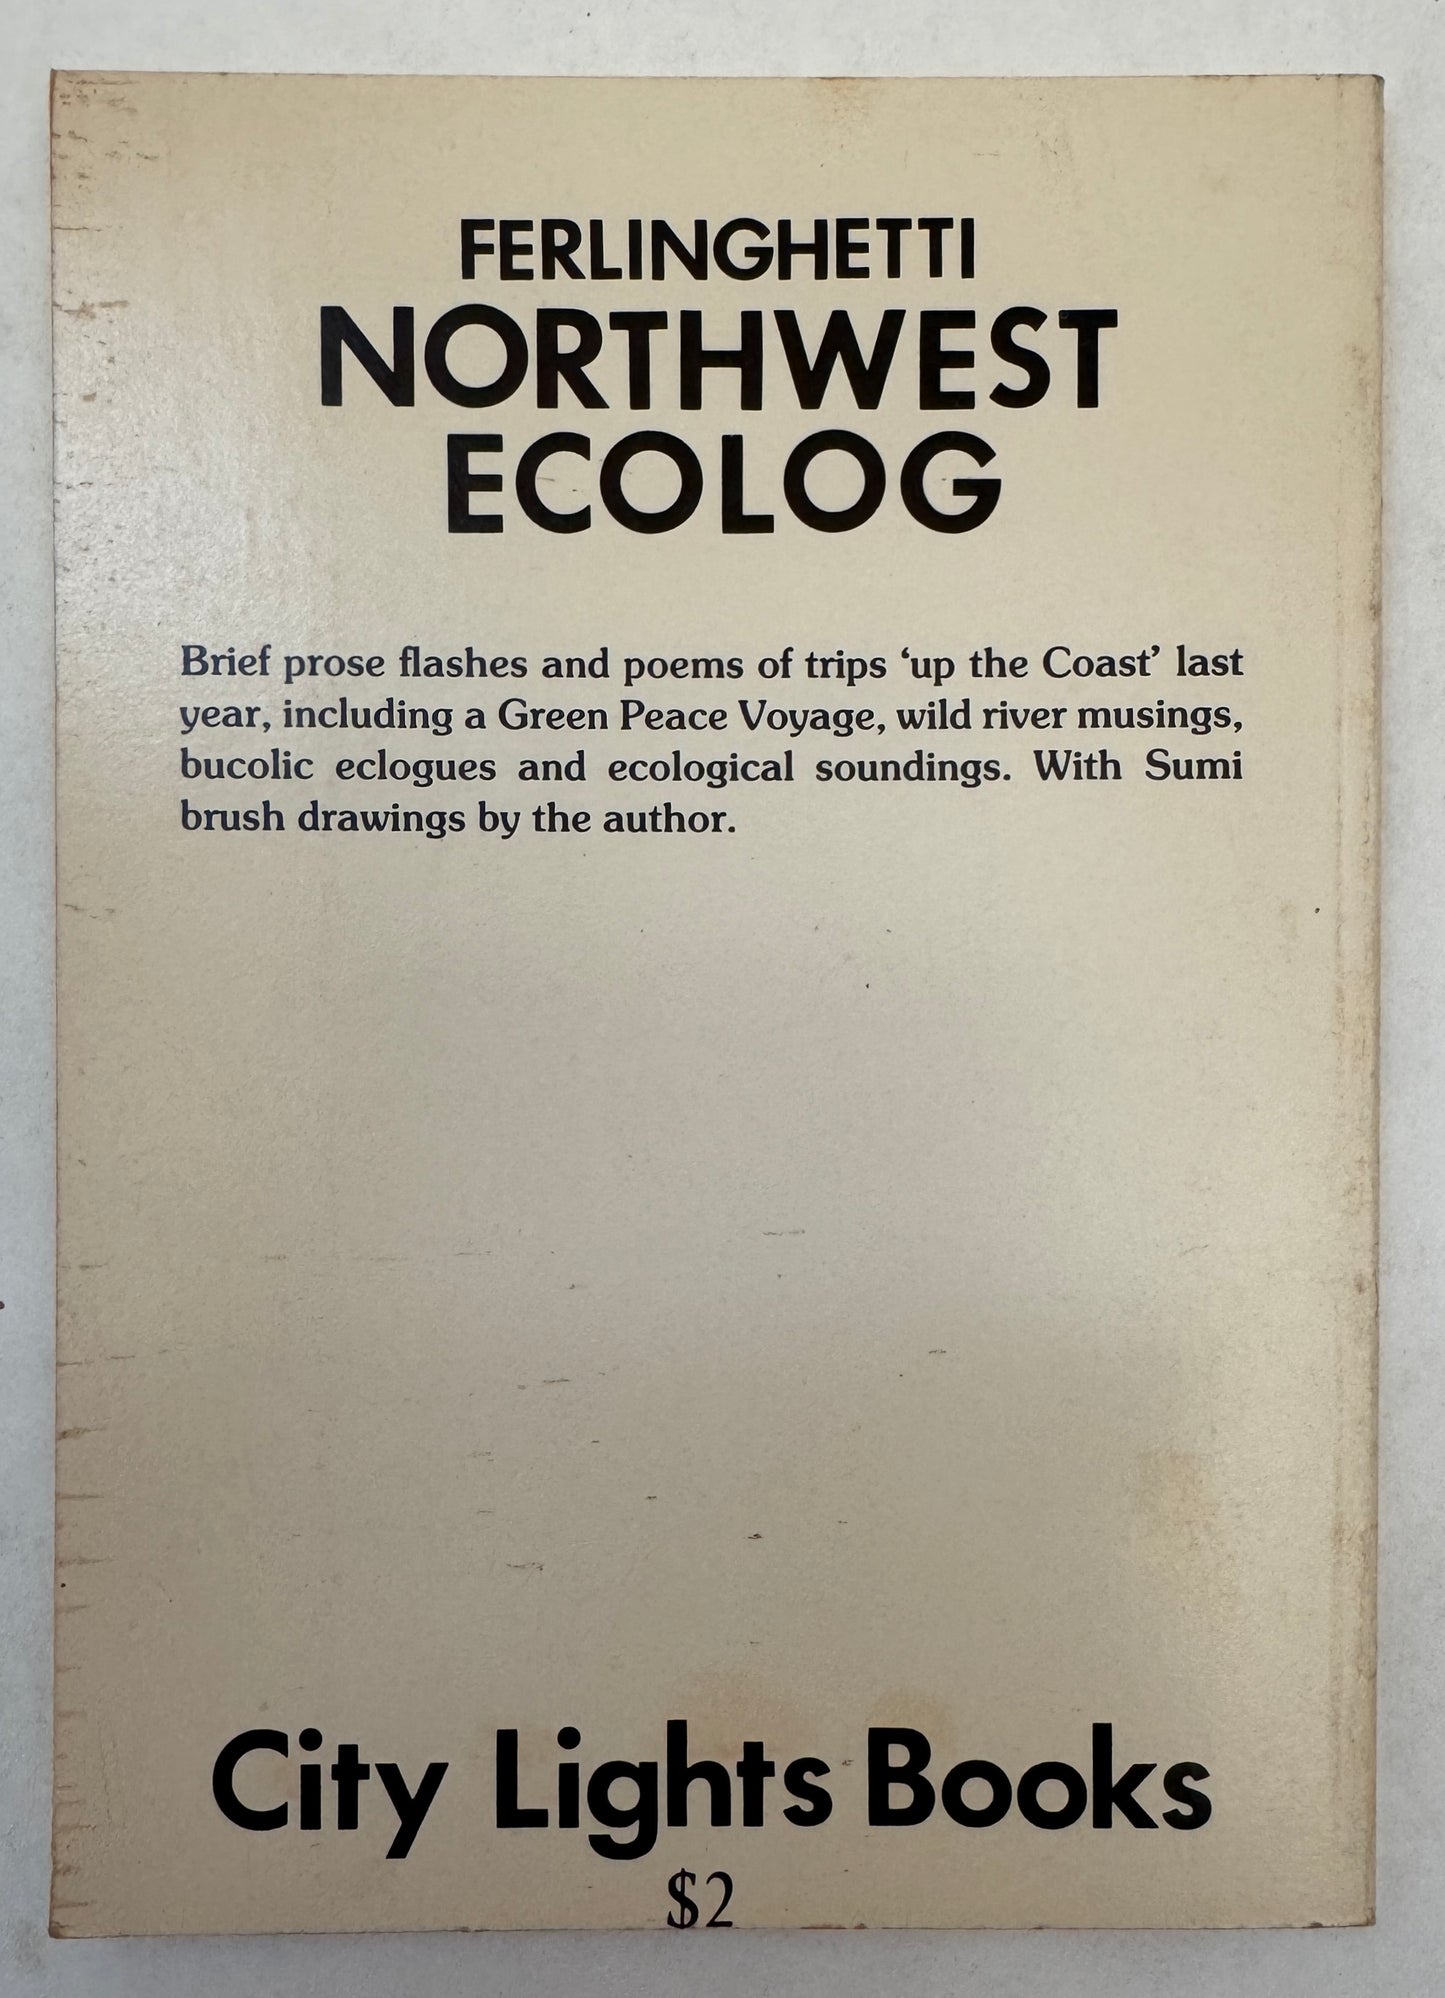 FERLINGHETTI
NORTHWEST
ECOLOG
Brief prose flashes and poems of trips ‘up the Coast’ last
year, including a Green Peace Voyage, wild river musings,
bucolic eclogues and ecological soundings. With Sumi
brush drawings by the author.
City Lights Books
$2